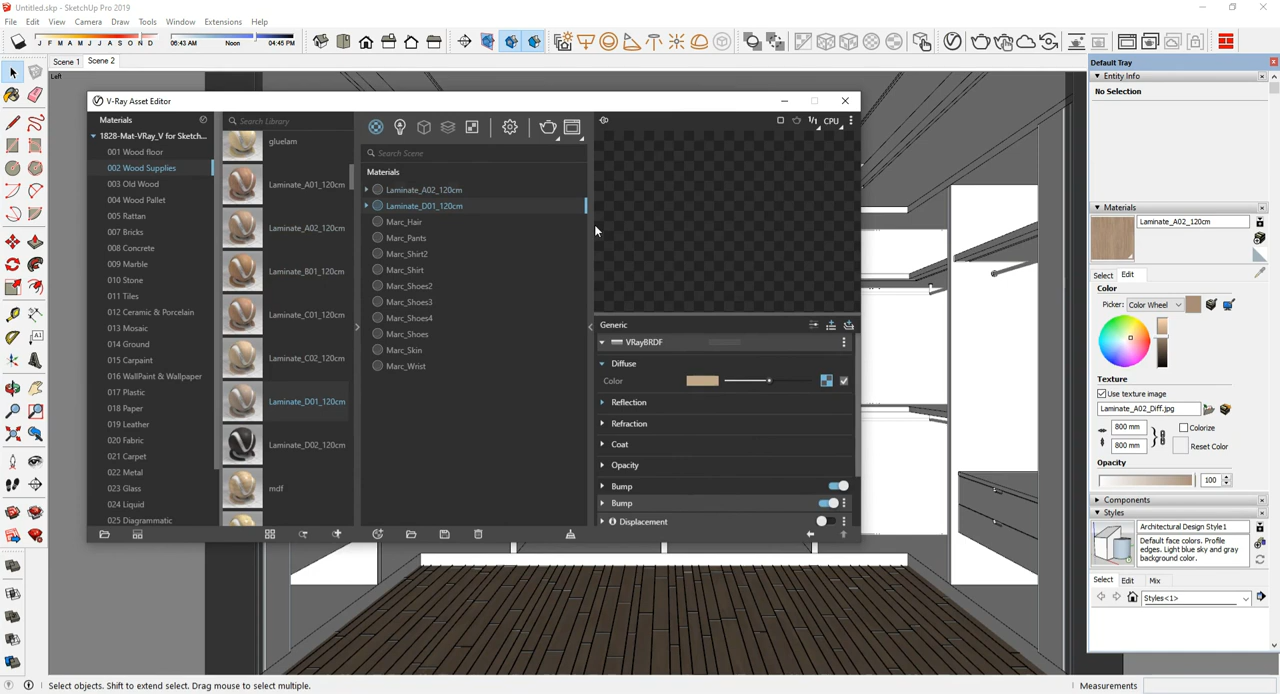 Untitled.skp - SketchUp Pro 2019
File Edit View Camera Draw Tools Window Extensions Help
J F M A M J J A S O N D 06:43 AM Noon 04:45 PM
CPU
Scene 1 Scene 2
Left
V-Ray Asset Editor
Materials
1828-Mat-VRay_V for Sketch...
001 Wood floor
002 Wood Supplies
003 Old Wood
004 Wood Pallet
005 Rattan
007 Bricks
008 Concrete
009 Marble
010 Stone
011 Tiles
012 Ceramic & Porcelain
013 Mosaic
014 Ground
015 Carpaint
016 WallPaint & Wallpaper
017 Plastic
018 Paper
019 Leather
020 Fabric
021 Carpet
022 Metal
023 Glass
024 Liquid
025 Diagrammatic
Search Library
gluelam
Laminate_A01_120cm
Laminate_A02_120cm
Laminate_B01_120cm
Laminate_C01_120cm
Laminate_C02_120cm
Laminate_D01_120cm
Laminate_D02_120cm
mdf
Search Scene
Materials
Laminate_A02_120cm
Laminate_D01_120cm
Marc_Hair
Marc_Pants
Marc_Shirt2
Marc_Shirt
Marc_Shoes2
Marc_Shoes3
Marc_Shoes4
Marc_Shoes
Marc_Skin
Marc_Wrist
Generic
VRayBRDF
Diffuse
Color
Reflection
Refraction
Coat
Opacity
Bump
Bump
Displacement
Default Tray
Entity Info
No Selection
Materials
Laminate_A02_120cm
Select Edit
Color
Picker: Color Wheel
Texture
Use texture image
Laminate_A02_Diff.jpg
800 mm Colorize
800 mm Reset Color
Opacity
100
Components
Styles
Architectural Design Style1
Default face colors. Profile
edges. Light blue sky and gray
background color.
Select Edit Mix
Styles<1>
Select objects. Shift to extend select. Drag mouse to select multiple.
Measurements